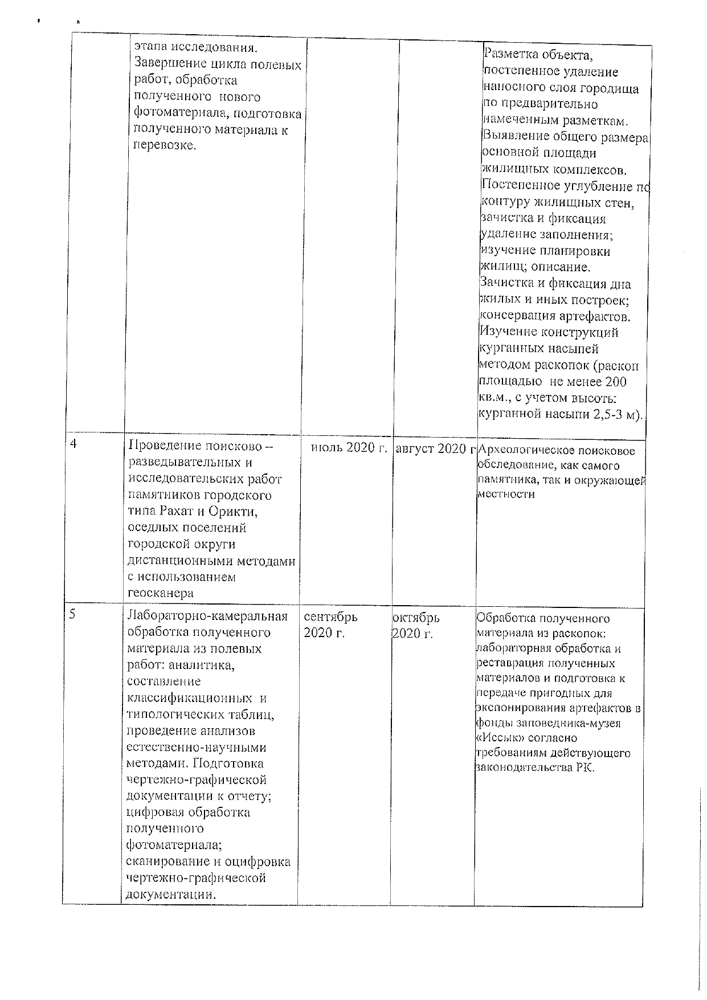 этапа исследования.
Завершение цикла полевых
работ, обработка
полученного нового
фотоматериала, подготовка
полученного материала к
перевозке.
Разметка объекта,
постепенное удаление
наносного слоя городища
по предварительно
намеченным разметкам.
Выявление общего размера
основной площади
жилищных комплексов.
Постепенное углубление по
контуру жилищных стен,
зачистка и фиксация
удаление заполнения;
изучение планировки
жилищ; описание.
Зачистка и фиксация дна
жилых и иных построек;
консервация артефактов.
Изучение конструкций
курганных насыпей
методом раскопок (раскоп
площадью не менее 200
кв.м., с учетом высоты
курганной насыпи 2,5-3 м).
4
Проведение поисково –
разведывательных и
исследовательских работ
памятников городского
типа Рахат и Орикти,
оседлых поселений
городской округи
дистанционными методами
с использованием
геосканера
июль 2020 г.
август 2020 г
Археологическое поисковое
обследование, как самого
памятника, так и окружающей
местности
5
Лабораторно-камеральная
обработка полученного
материала из полевых
работ: аналитика,
составление
классификационных и
типологических таблиц,
проведение анализов
естественно-научными
методами. Подготовка
чертежно-графической
документации к отчету;
цифровая обработка
полученного
фотоматериала;
сканирование и оцифровка
чертежно-графической
документации.
сентябрь
2020 г.
октябрь
2020 г.
Обработка полученного
материала из раскопок:
лабораторная обработка и
реставрация полученных
материалов и подготовка к
передаче пригодных для
экспонирования артефактов в
фонды заповедника-музея
«Иссык» согласно
требованиям действующего
законодательства РК.